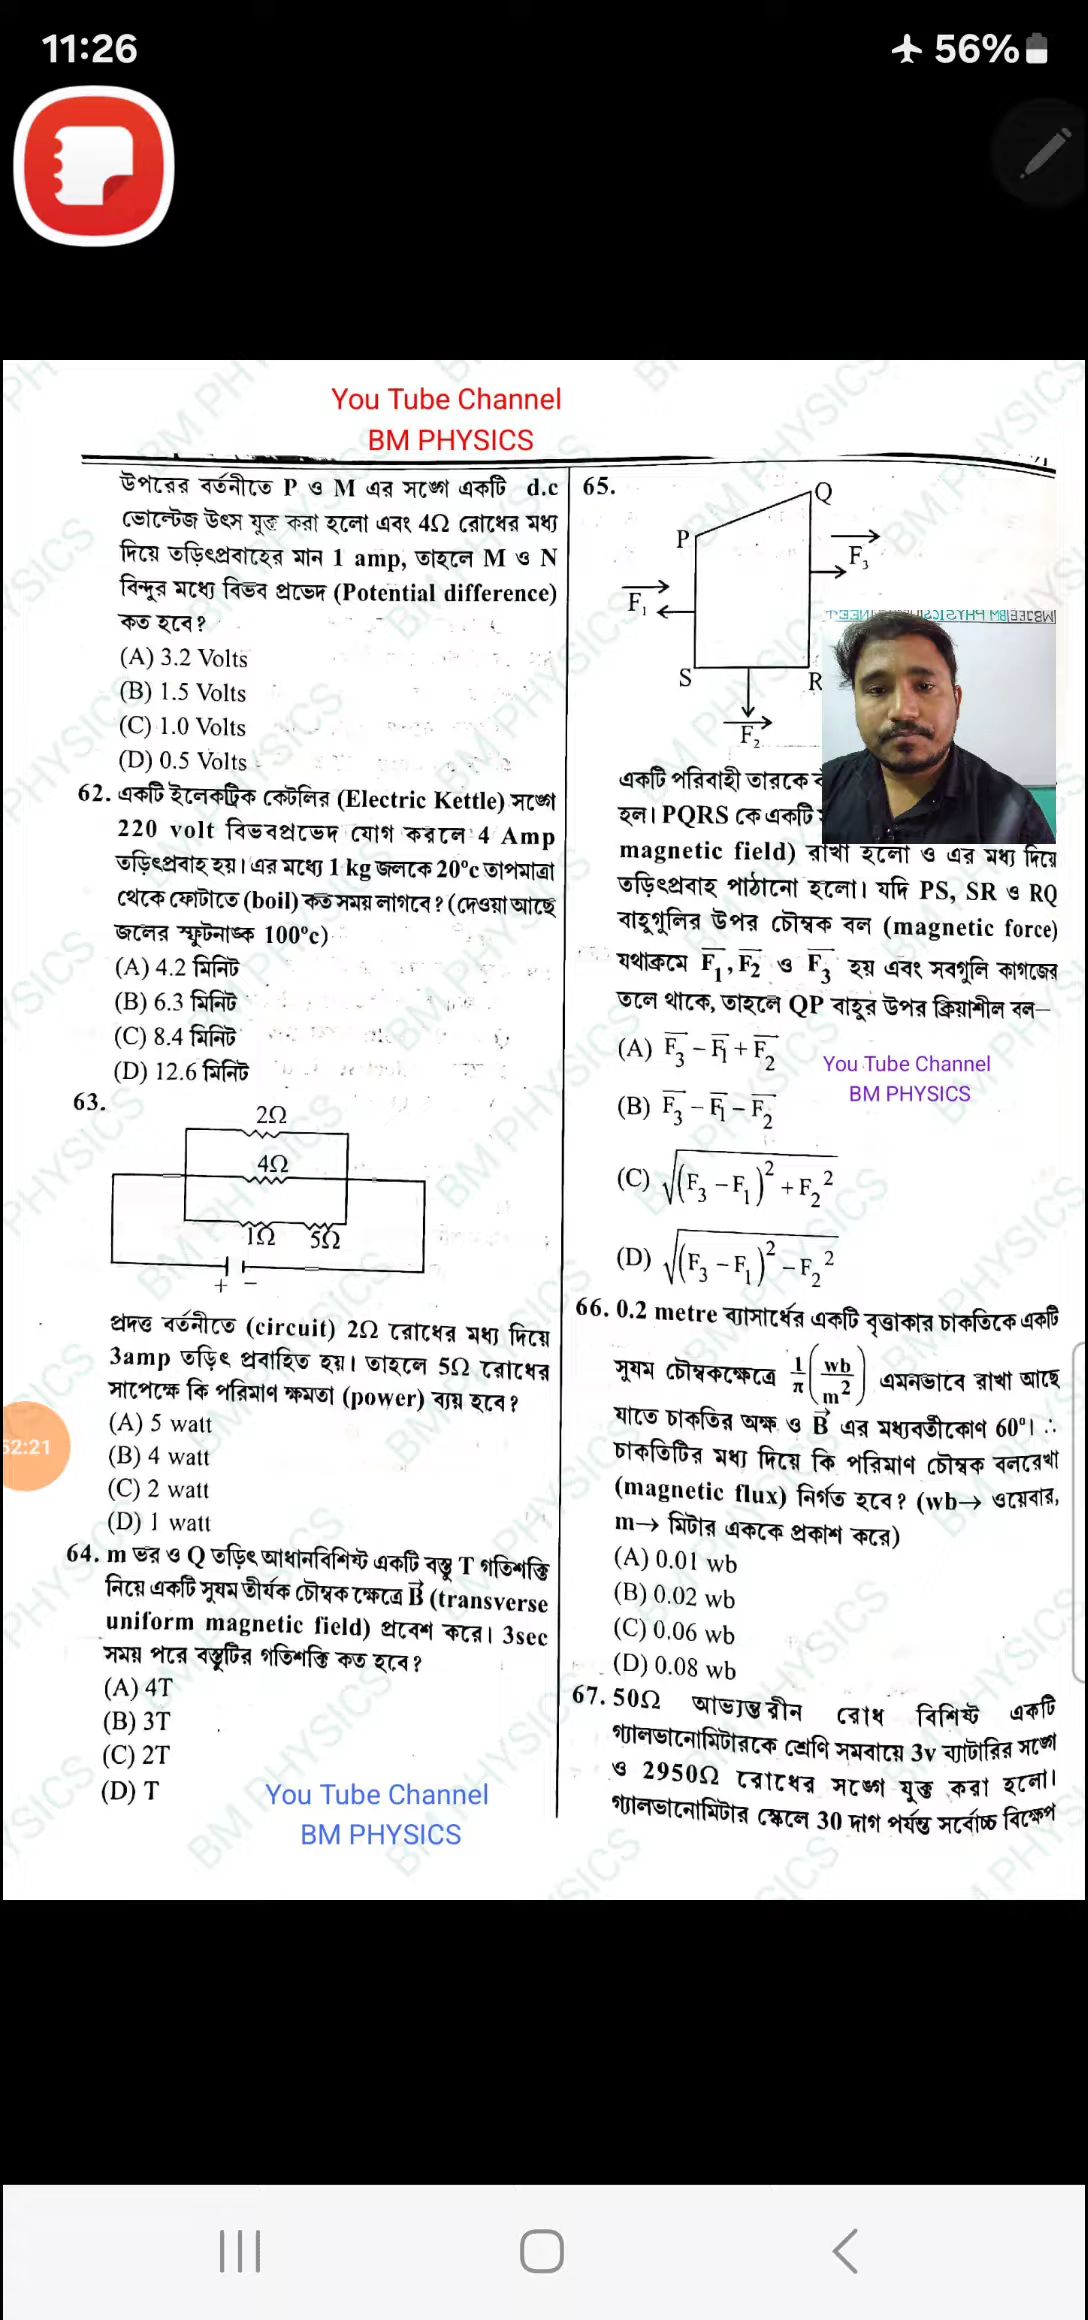 11:26
56%
You Tube Channel
BM PHYSICS
উপরের বর্তনীতে P ও M এর সঙ্গে একটি d.c
ভোল্টেজ উৎস যুক্ত করা হলো এবং 4Ω রোধের মধ্য
দিয়ে তড়িৎপ্রবাহের মান 1 amp, তাহলে M ও N
বিন্দুর মধ্যে বিভব প্রভেদ (Potential difference)
কত হবে?
(A) 3.2 Volts
(B) 1.5 Volts
(C) 1.0 Volts
(D) 0.5 Volts
62. একটি ইলেকট্রিক কেটলির (Electric Kettle) সঙ্গে
220 volt বিভবপ্রভেদ যোগ করলে 4 Amp
তড়িৎপ্রবাহ হয়। এর মধ্যে 1 kg জলকে 20°c তাপমাত্রা
থেকে ফোটাতে (boil) কত সময় লাগবে? (দেওয়া আছে
জলের স্ফুটনাঙ্ক 100°c)
(A) 4.2 মিনিট
(B) 6.3 মিনিট
(C) 8.4 মিনিট
(D) 12.6 মিনিট
63.
2Ω
4Ω
1Ω 5Ω
+ −
প্রদত্ত বর্তনীতে (circuit) 2Ω রোধের মধ্য দিয়ে
3amp তড়িৎ প্রবাহিত হয়। তাহলে 5Ω রোধের
সাপেক্ষে কি পরিমাণ ক্ষমতা (power) ব্যয় হবে?
(A) 5 watt
(B) 4 watt
(C) 2 watt
(D) 1 watt
64. m ভর ও Q তড়িৎ আধানবিশিষ্ট একটি বস্তু T গতিশক্তি
নিয়ে একটি সুষম তীর্যক চৌম্বক ক্ষেত্রে B⃗ (transverse
uniform magnetic field) প্রবেশ করে। 3sec
সময় পরে বস্তুটির গতিশক্তি কত হবে?
(A) 4T
(B) 3T
(C) 2T
(D) T
You Tube Channel
BM PHYSICS
65.
Q
P
F₃
F₁
S
R
F₂
একটি পরিবাহী তারকে
হল। PQRS কে একটি
magnetic field) রাখা হলো ও এর মধ্য দিয়ে
তড়িৎপ্রবাহ পাঠানো হলো। যদি PS, SR ও RQ
বাহুগুলির উপর চৌম্বক বল (magnetic force)
যথাক্রমে F₁⃗, F₂⃗ ও F₃⃗ হয় এবং সবগুলি কাগজের
তলে থাকে, তাহলে QP বাহুর উপর ক্রিয়াশীল বল—
(A) F₃⃗ − F₁⃗ + F₂⃗
You Tube Channel
BM PHYSICS
(B) F₃⃗ − F₁⃗ − F₂⃗
(C) √((F₃ − F₁)² + F₂²)
(D) √((F₃ − F₁)² − F₂²)
66. 0.2 metre ব্যাসার্ধের একটি বৃত্তাকার চাকতিকে একটি
সুষম চৌম্বকক্ষেত্রে 1/π (wb/m²) এমনভাবে রাখা আছে
যাতে চাকতির অক্ষ ও B⃗ এর মধ্যবর্তীকোণ 60°। ∴
চাকতিটির মধ্য দিয়ে কি পরিমাণ চৌম্বক বলরেখা
(magnetic flux) নির্গত হবে? (wb→ ওয়েবার,
m→ মিটার এককে প্রকাশ করে)
(A) 0.01 wb
(B) 0.02 wb
(C) 0.06 wb
(D) 0.08 wb
67. 50Ω আভ্যন্তরীন রোধ বিশিষ্ট একটি
গ্যালভানোমিটারকে শ্রেণি সমবায়ে 3v ব্যাটারির সঙ্গে
ও 2950Ω রোধের সঙ্গে যুক্ত করা হলো।
গ্যালভানোমিটার স্কেলে 30 দাগ পর্যন্ত সর্বোচ্চ বিক্ষেপ
52:21